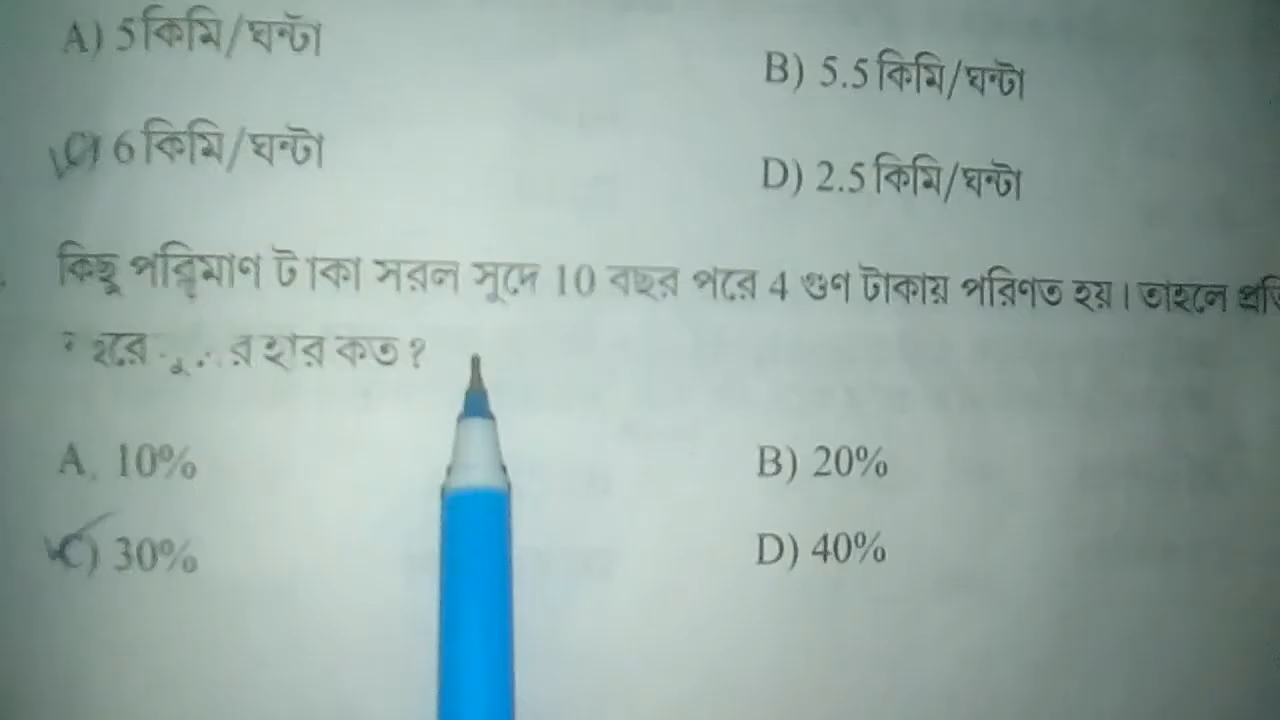 A) 5 কিমি/ঘন্টা
B) 5.5 কিমি/ঘন্টা
C) 6 কিমি/ঘন্টা
D) 2.5 কিমি/ঘন্টা
কিছু পরিমাণ টাকা সরল সুদে 10 বছর পরে 4 গুণ টাকায় পরিণত হয়। তাহলে
হার কত?
A. 10%
B) 20%
C) 30%
D) 40%